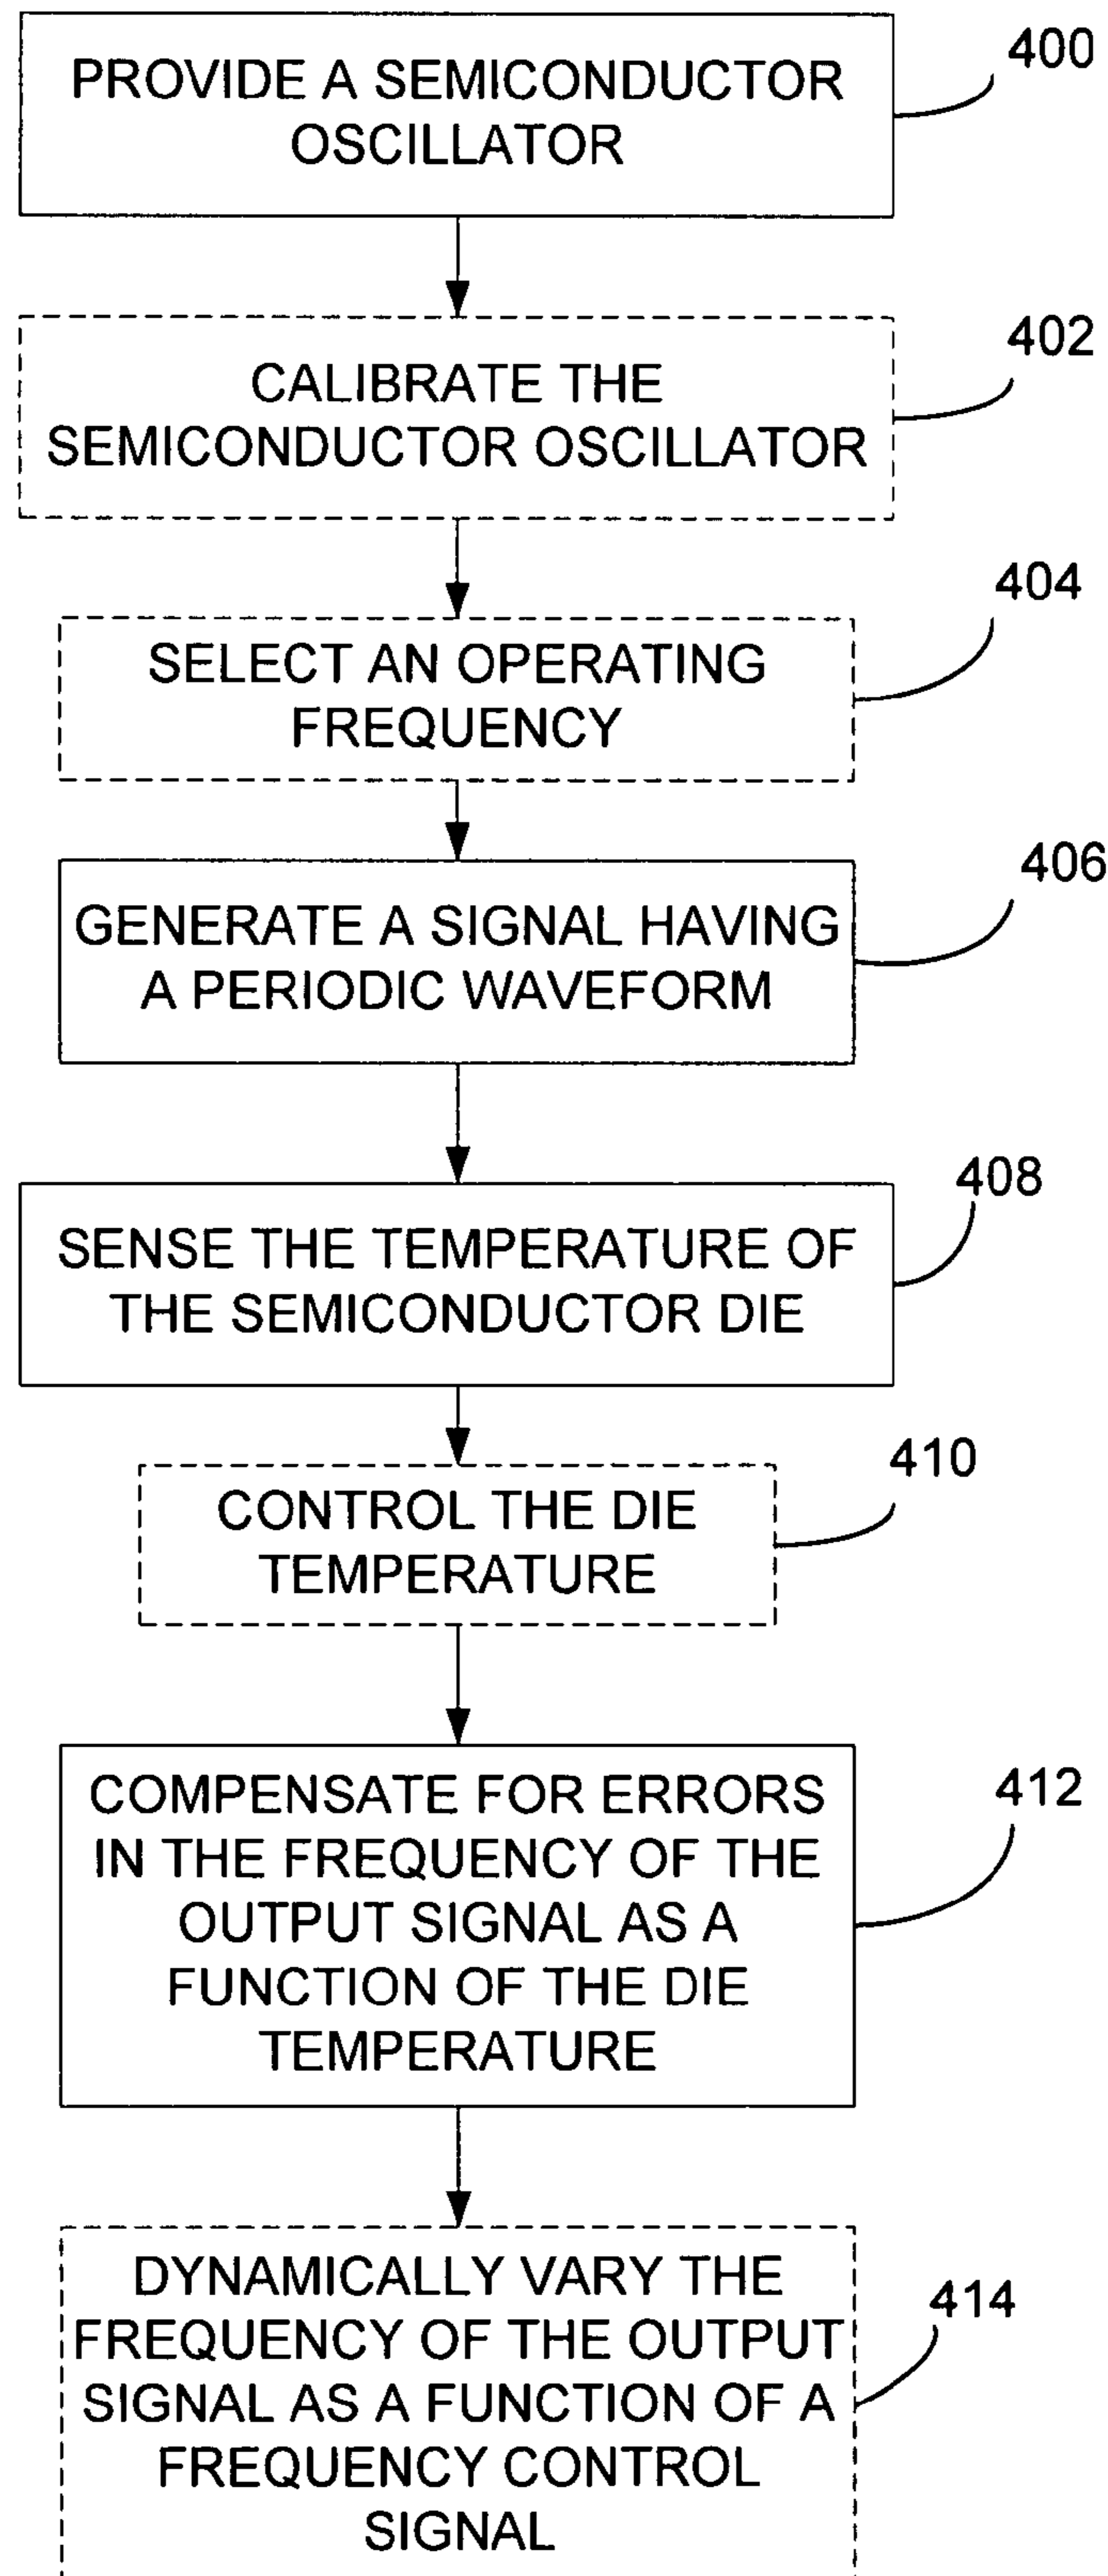 PROVIDE A SEMICONDUCTOR
OSCILLATOR
400
CALIBRATE THE
SEMICONDUCTOR OSCILLATOR
402
SELECT AN OPERATING
FREQUENCY
404
GENERATE A SIGNAL HAVING
A PERIODIC WAVEFORM
406
SENSE THE TEMPERATURE OF
THE SEMICONDUCTOR DIE
408
CONTROL THE DIE
TEMPERATURE
410
COMPENSATE FOR ERRORS
IN THE FREQUENCY OF THE
OUTPUT SIGNAL AS A
FUNCTION OF THE DIE
TEMPERATURE
412
DYNAMICALLY VARY THE
FREQUENCY OF THE OUTPUT
SIGNAL AS A FUNCTION OF A
FREQUENCY CONTROL
SIGNAL
414